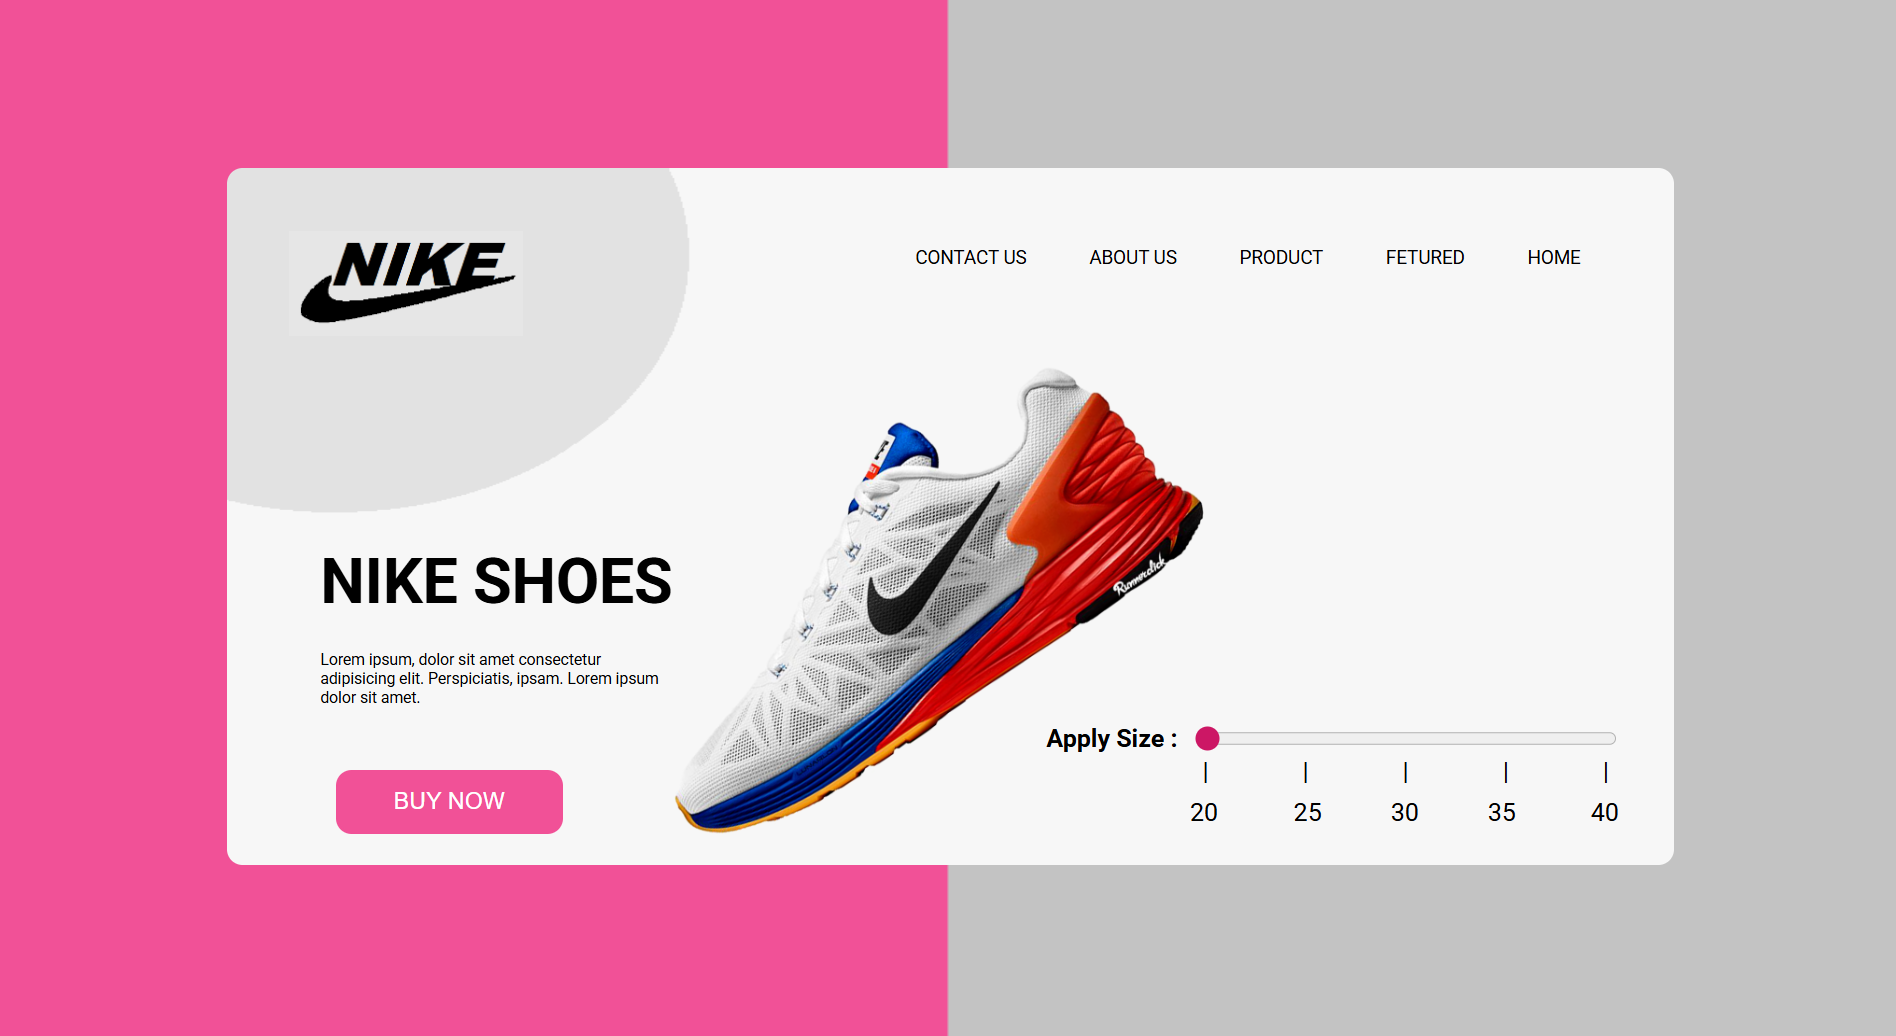 NIKE
CONTACT US
ABOUT US
PRODUCT
FETURED
HOME
NIKE SHOES
Lorem ipsum, dolor sit amet consectetur
adipisicing elit. Perspiciatis, ipsam. Lorem ipsum
dolor sit amet.
BUY NOW
Apply Size :
20
25
30
35
40